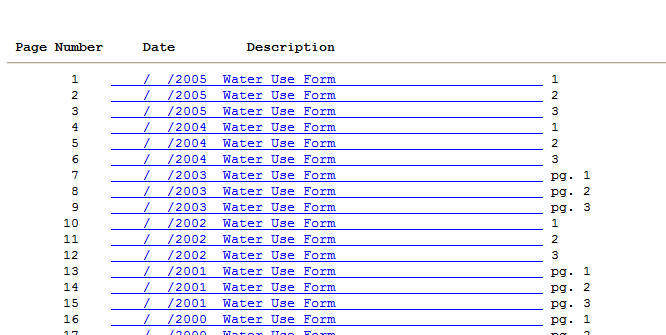 Page Number Date Description
1 / /2005 Water Use Form 1
2 / /2005 Water Use Form 2
3 / /2005 Water Use Form 3
4 / /2004 Water Use Form 1
5 / /2004 Water Use Form 2
6 / /2004 Water Use Form 3
7 / /2003 Water Use Form pg. 1
8 / /2003 Water Use Form pg. 2
9 / /2003 Water Use Form pg. 3
10 / /2002 Water Use Form 1
11 / /2002 Water Use Form 2
12 / /2002 Water Use Form 3
13 / /2001 Water Use Form pg. 1
14 / /2001 Water Use Form pg. 2
15 / /2001 Water Use Form pg. 3
16 / /2000 Water Use Form pg. 1
17 / /2000 Water Use Form pg. 2